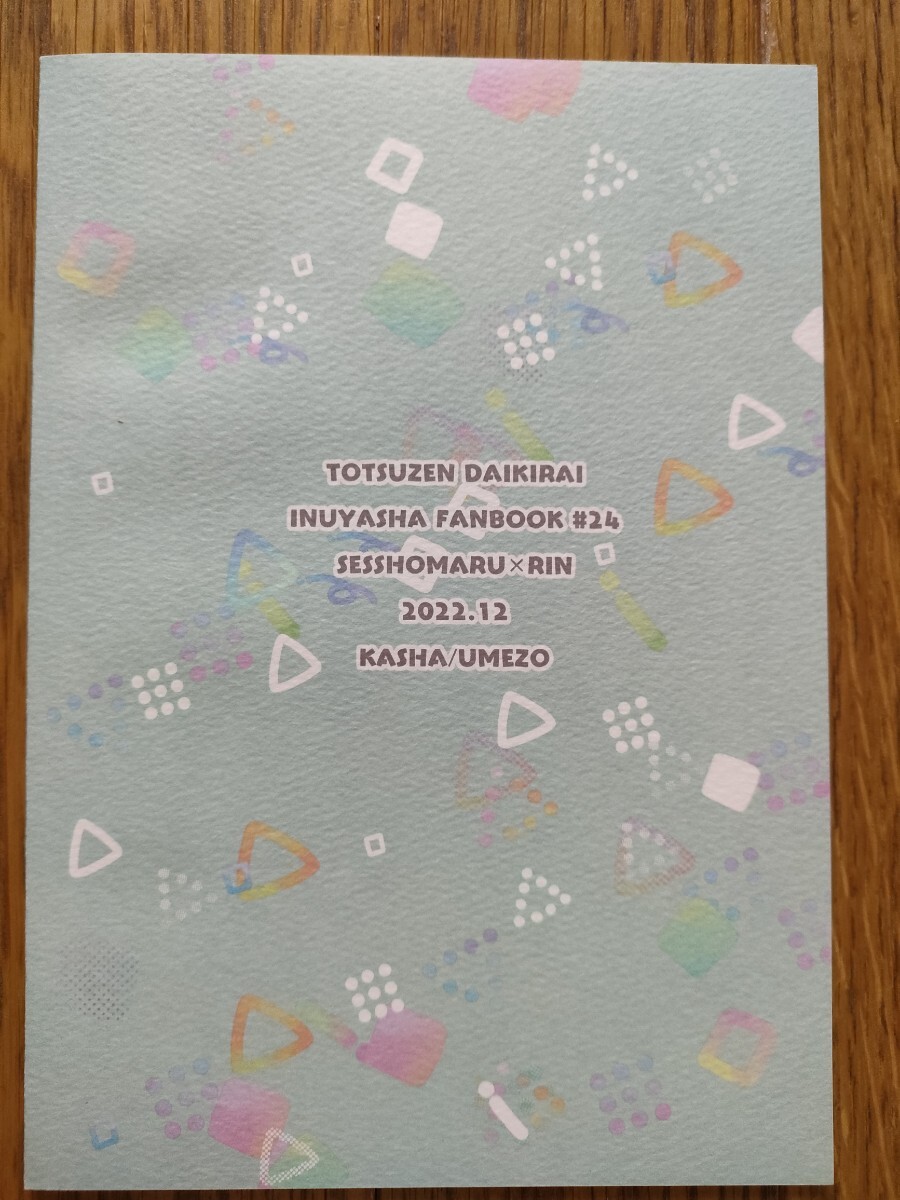 TOTSUZEN DAIKIRAI
INUYASHA FANBOOK #24
SESSHOMARU×RIN
2022.12
KASHA/UMEZO